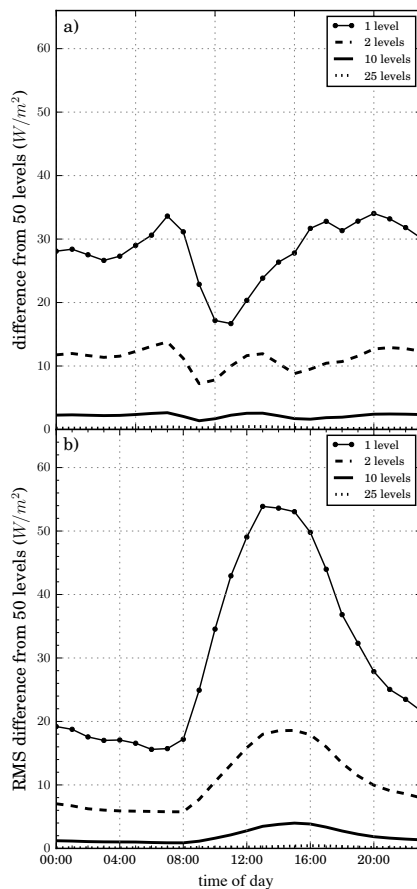 a)
1 level
2 levels
10 levels
25 levels
difference from 50 levels (W/m²)
60
50
40
30
20
10
0
b)
1 level
2 levels
10 levels
25 levels
RMS difference from 50 levels (W/m²)
60
50
40
30
20
10
0
00:00 04:00 08:00 12:00 16:00 20:00
time of day